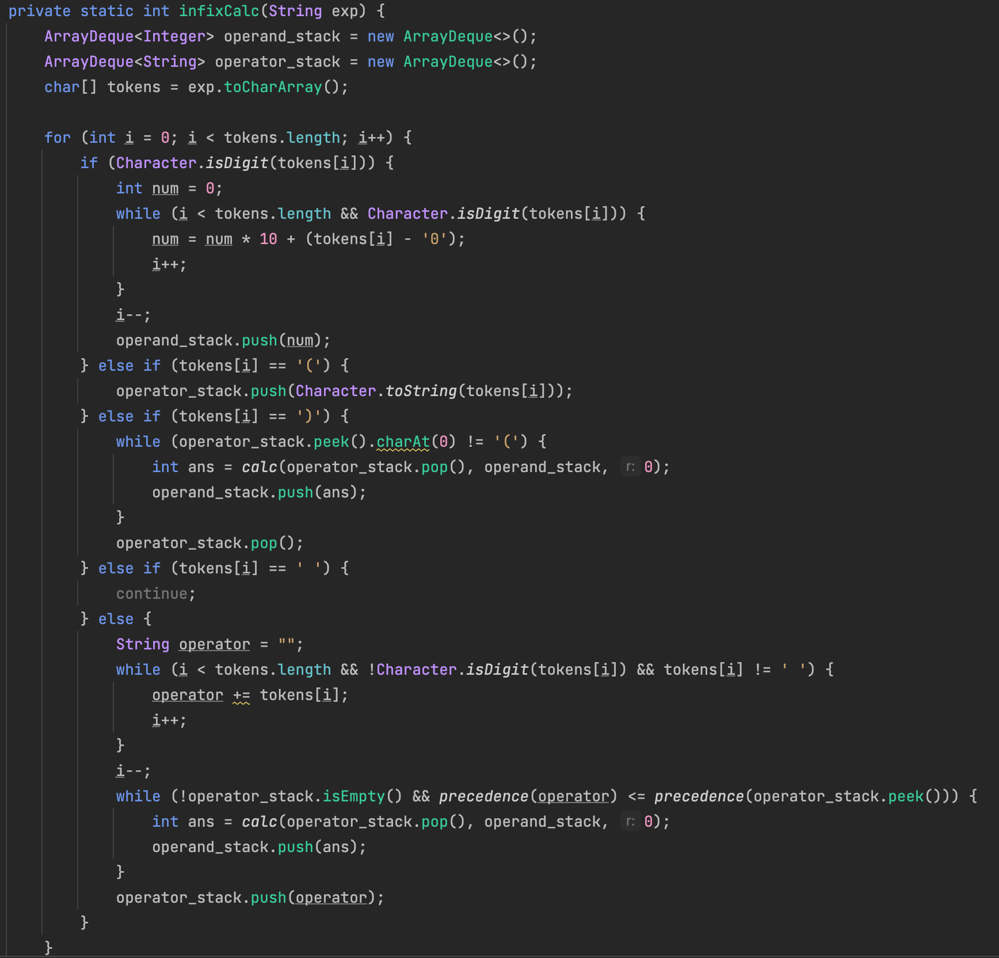 private static int infixCalc(String exp) {
    ArrayDeque<Integer> operand_stack = new ArrayDeque<>();
    ArrayDeque<String> operator_stack = new ArrayDeque<>();
    char[] tokens = exp.toCharArray();

    for (int i = 0; i < tokens.length; i++) {
        if (Character.isDigit(tokens[i])) {
            int num = 0;
            while (i < tokens.length && Character.isDigit(tokens[i])) {
                num = num * 10 + (tokens[i] - '0');
                i++;
            }
            i--;
            operand_stack.push(num);
        } else if (tokens[i] == '(') {
            operator_stack.push(Character.toString(tokens[i]));
        } else if (tokens[i] == ')') {
            while (operator_stack.peek().charAt(0) != '(') {
                int ans = calc(operator_stack.pop(), operand_stack, r: 0);
                operand_stack.push(ans);
            }
            operator_stack.pop();
        } else if (tokens[i] == ' ') {
            continue;
        } else {
            String operator = "";
            while (i < tokens.length && !Character.isDigit(tokens[i]) && tokens[i] != ' ') {
                operator += tokens[i];
                i++;
            }
            i--;
            while (!operator_stack.isEmpty() && precedence(operator) <= precedence(operator_stack.peek())) {
                int ans = calc(operator_stack.pop(), operand_stack, r: 0);
                operand_stack.push(ans);
            }
            operator_stack.push(operator);
        }
    }